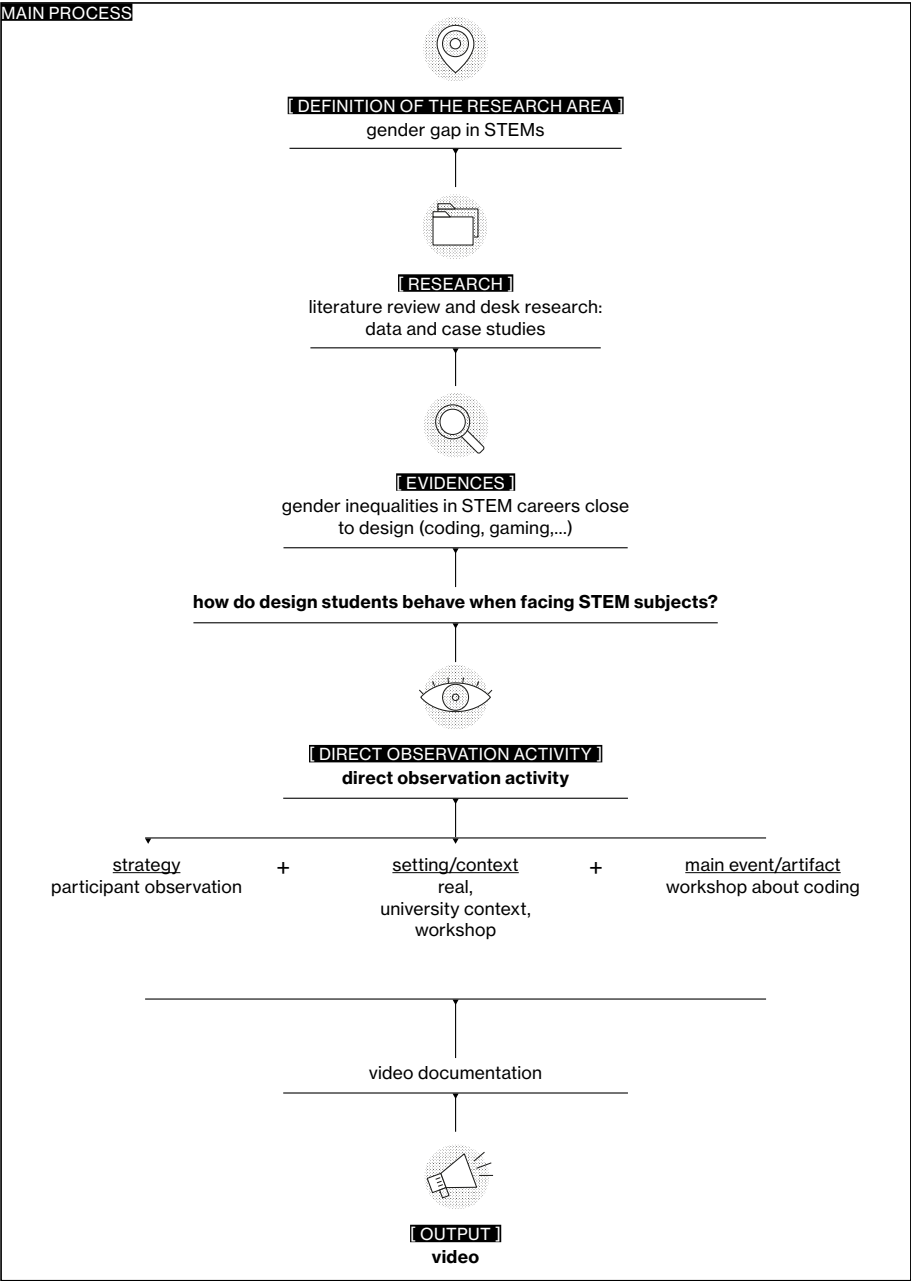 MAIN PROCESS
[ DEFINITION OF THE RESEARCH AREA ]
gender gap in STEMs
[ RESEARCH ]
literature review and desk research:
data and case studies
[ EVIDENCES ]
gender inequalities in STEM careers close
to design (coding, gaming,...)
how do design students behave when facing STEM subjects?
[ DIRECT OBSERVATION ACTIVITY ]
direct observation activity
strategy
participant observation
+
setting/context
real,
university context,
workshop
+
main event/artifact
workshop about coding
video documentation
[ OUTPUT ]
video